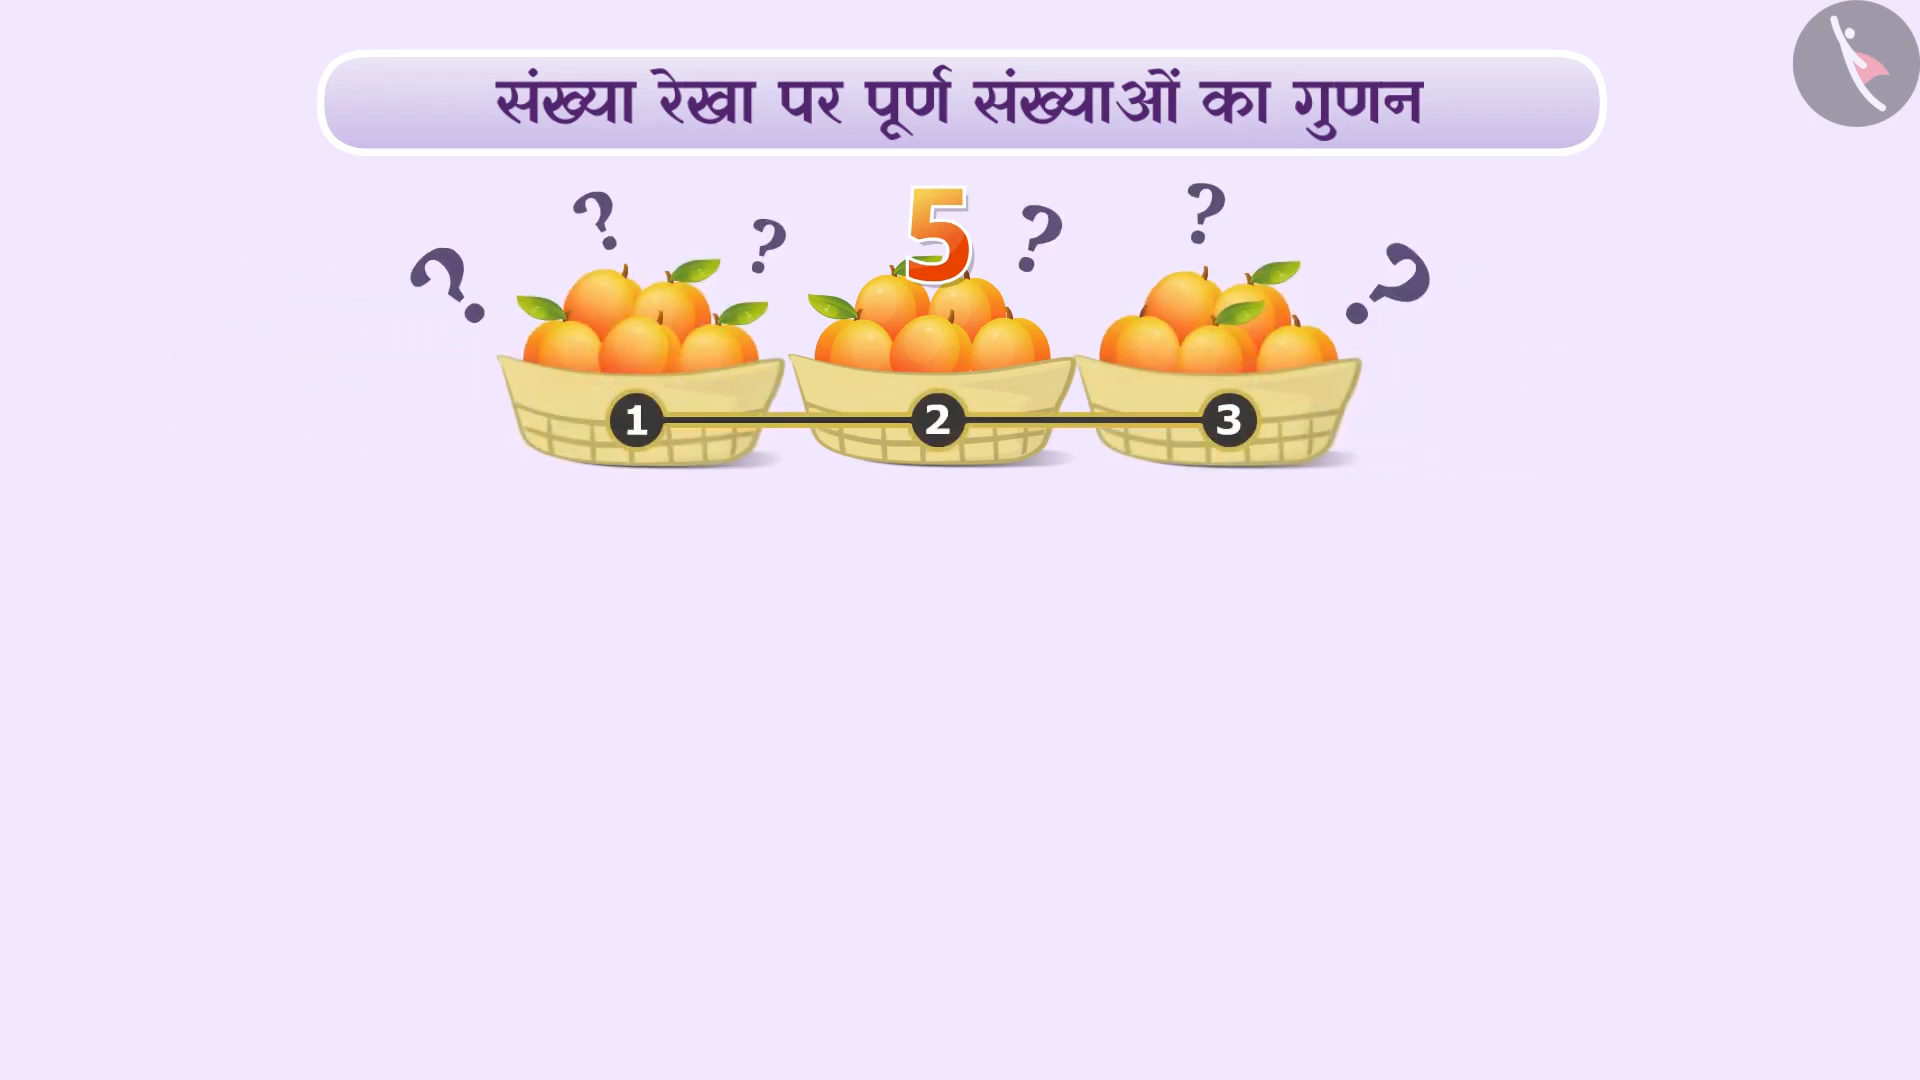 संख्या रेखा पर पूर्ण संख्याओं का गुणन
? ? ? 5 ? ? ?
1 2 3